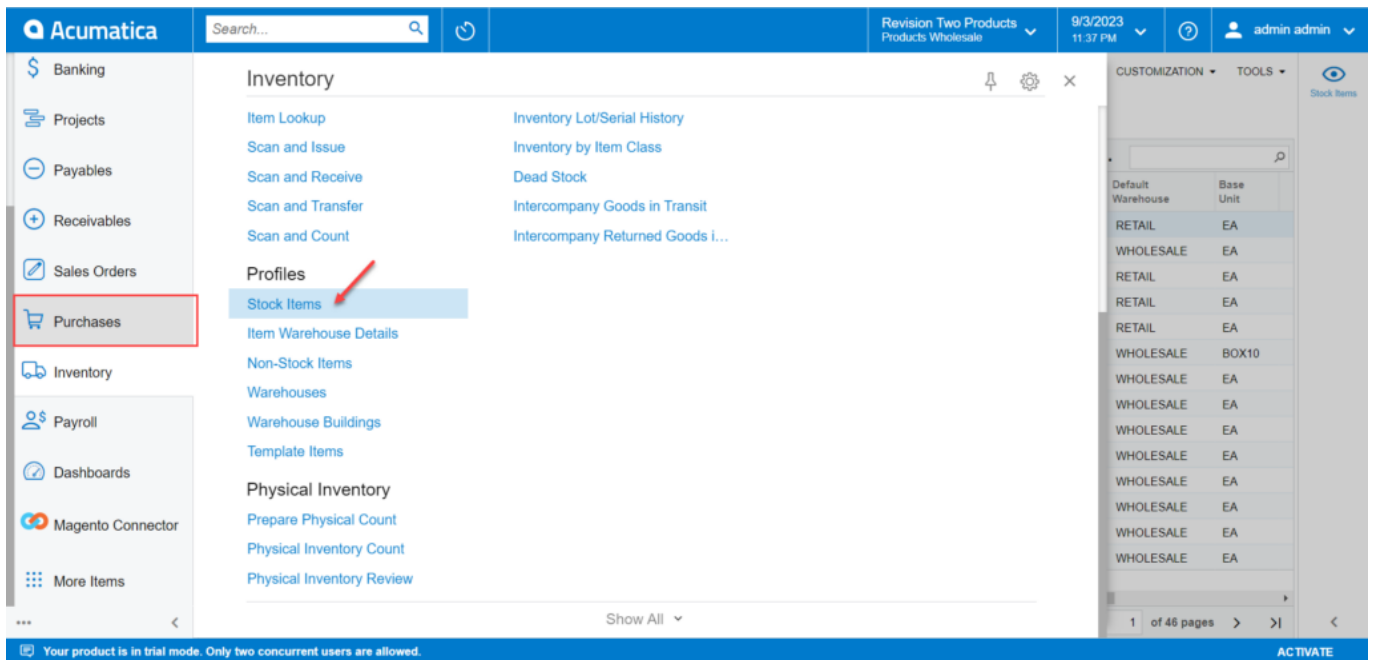 Acumatica
Search...
Revision Two Products
Products Wholesale
9/3/2023
11:37 PM
admin admin
Banking
Projects
Payables
Receivables
Sales Orders
Purchases
Inventory
Payroll
Dashboards
Magento Connector
More Items
Inventory
Item Lookup
Scan and Issue
Scan and Receive
Scan and Transfer
Scan and Count
Profiles
Stock Items
Item Warehouse Details
Non-Stock Items
Warehouses
Warehouse Buildings
Template Items
Physical Inventory
Prepare Physical Count
Physical Inventory Count
Physical Inventory Review
Inventory Lot/Serial History
Inventory by Item Class
Dead Stock
Intercompany Goods in Transit
Intercompany Returned Goods i...
Show All
CUSTOMIZATION TOOLS
Stock Items
Default Warehouse Base Unit
RETAIL EA
WHOLESALE EA
RETAIL EA
RETAIL EA
RETAIL EA
WHOLESALE BOX10
WHOLESALE EA
WHOLESALE EA
WHOLESALE EA
WHOLESALE EA
WHOLESALE EA
WHOLESALE EA
WHOLESALE EA
WHOLESALE EA
1 of 46 pages
Your product is in trial mode. Only two concurrent users are allowed.
ACTIVATE